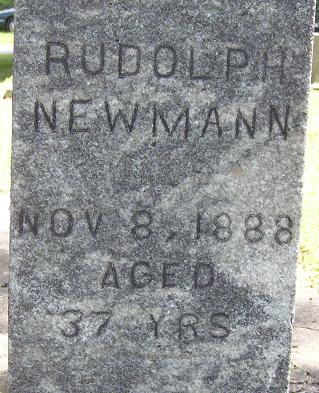 RUDOLPH
NEWMANN
NOV 8, 1888
AGED
37 YRS